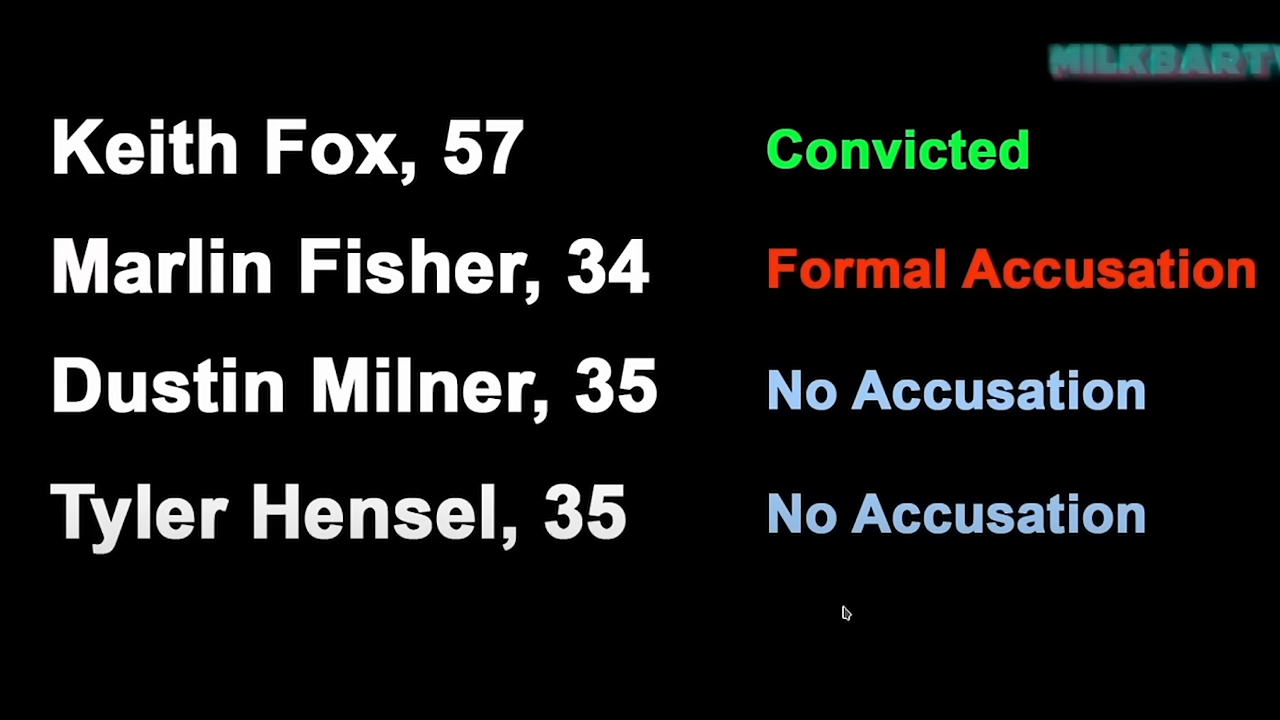 MILKBARTV
Keith Fox, 57 Convicted
Marlin Fisher, 34 Formal Accusation
Dustin Milner, 35 No Accusation
Tyler Hensel, 35 No Accusation